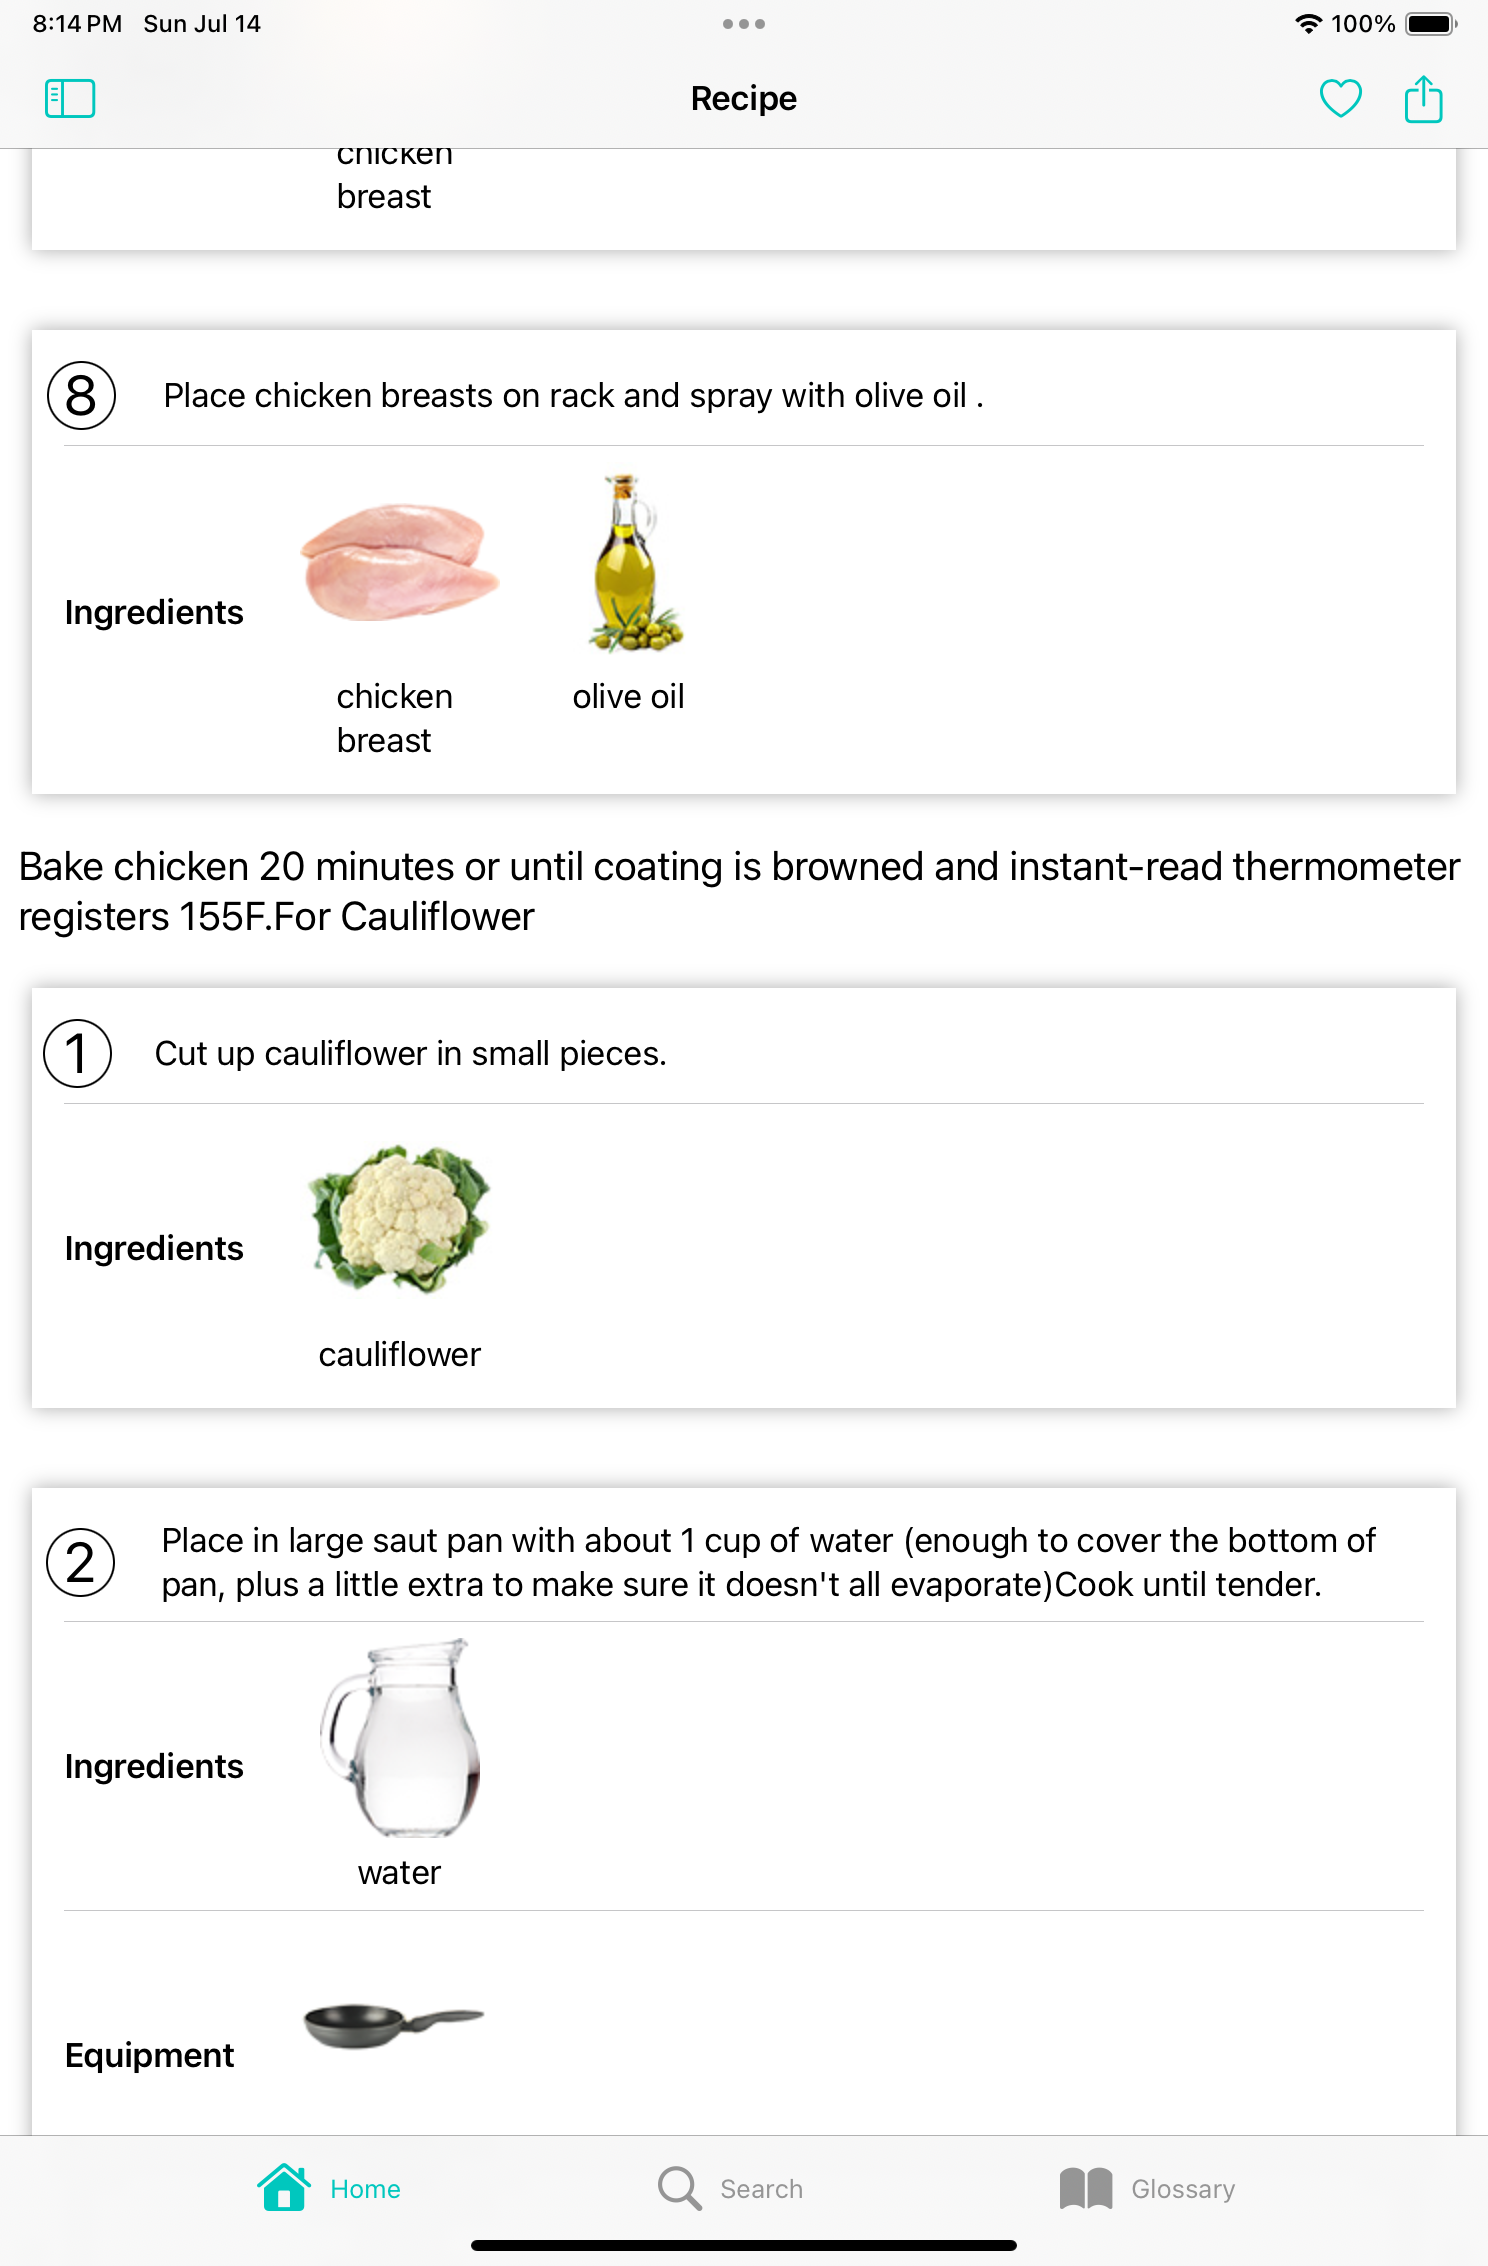 8:14 PM Sun Jul 14
100%
Recipe
chicken
breast
8 Place chicken breasts on rack and spray with olive oil .
Ingredients
chicken
breast
olive oil
Bake chicken 20 minutes or until coating is browned and instant-read thermometer
registers 155F.For Cauliflower
1 Cut up cauliflower in small pieces.
Ingredients
cauliflower
2 Place in large saut pan with about 1 cup of water (enough to cover the bottom of
pan, plus a little extra to make sure it doesn't all evaporate)Cook until tender.
Ingredients
water
Equipment
Home
Search
Glossary